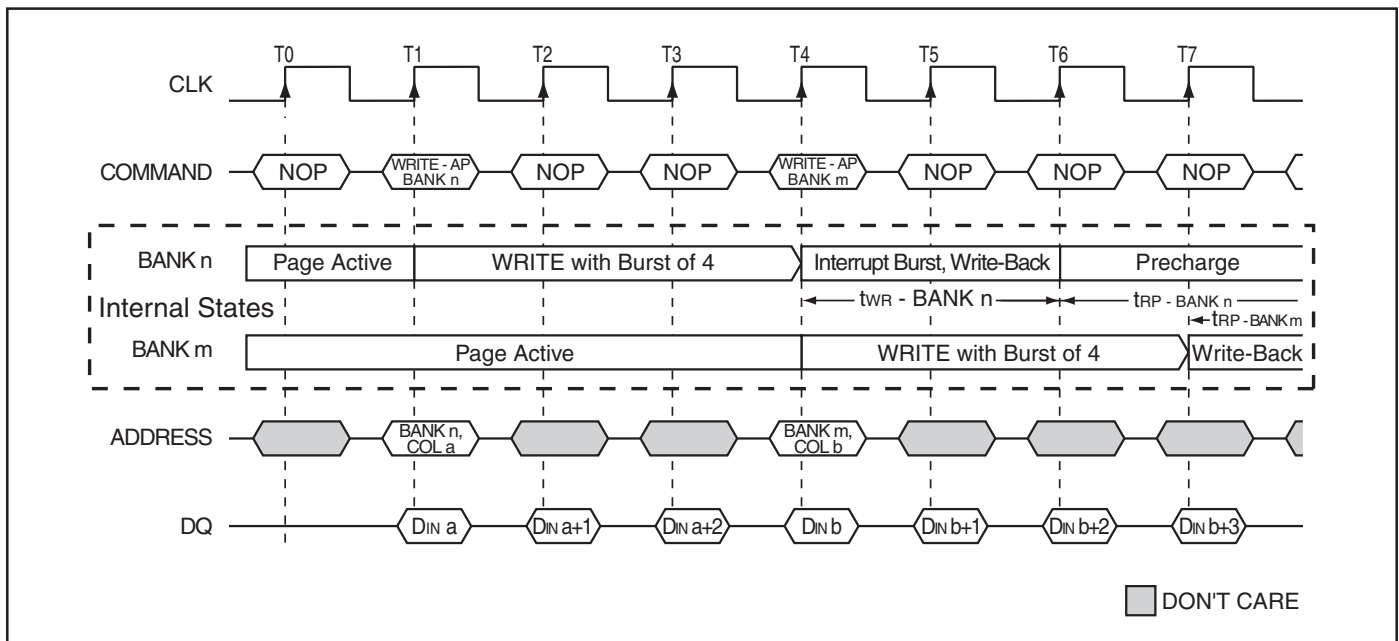 T0 T1 T2 T3 T4 T5 T6 T7
CLK
COMMAND NOP WRITE - AP BANK n NOP NOP WRITE - AP BANK m NOP NOP NOP
BANK n Page Active WRITE with Burst of 4 Interrupt Burst, Write-Back Precharge
Internal States tWR - BANK n tRP - BANK n
tRP - BANK m
BANK m Page Active WRITE with Burst of 4 Write-Back
ADDRESS BANK n, COL a BANK m, COL b
DQ DIN a DIN a+1 DIN a+2 DIN b DIN b+1 DIN b+2 DIN b+3
DON'T CARE